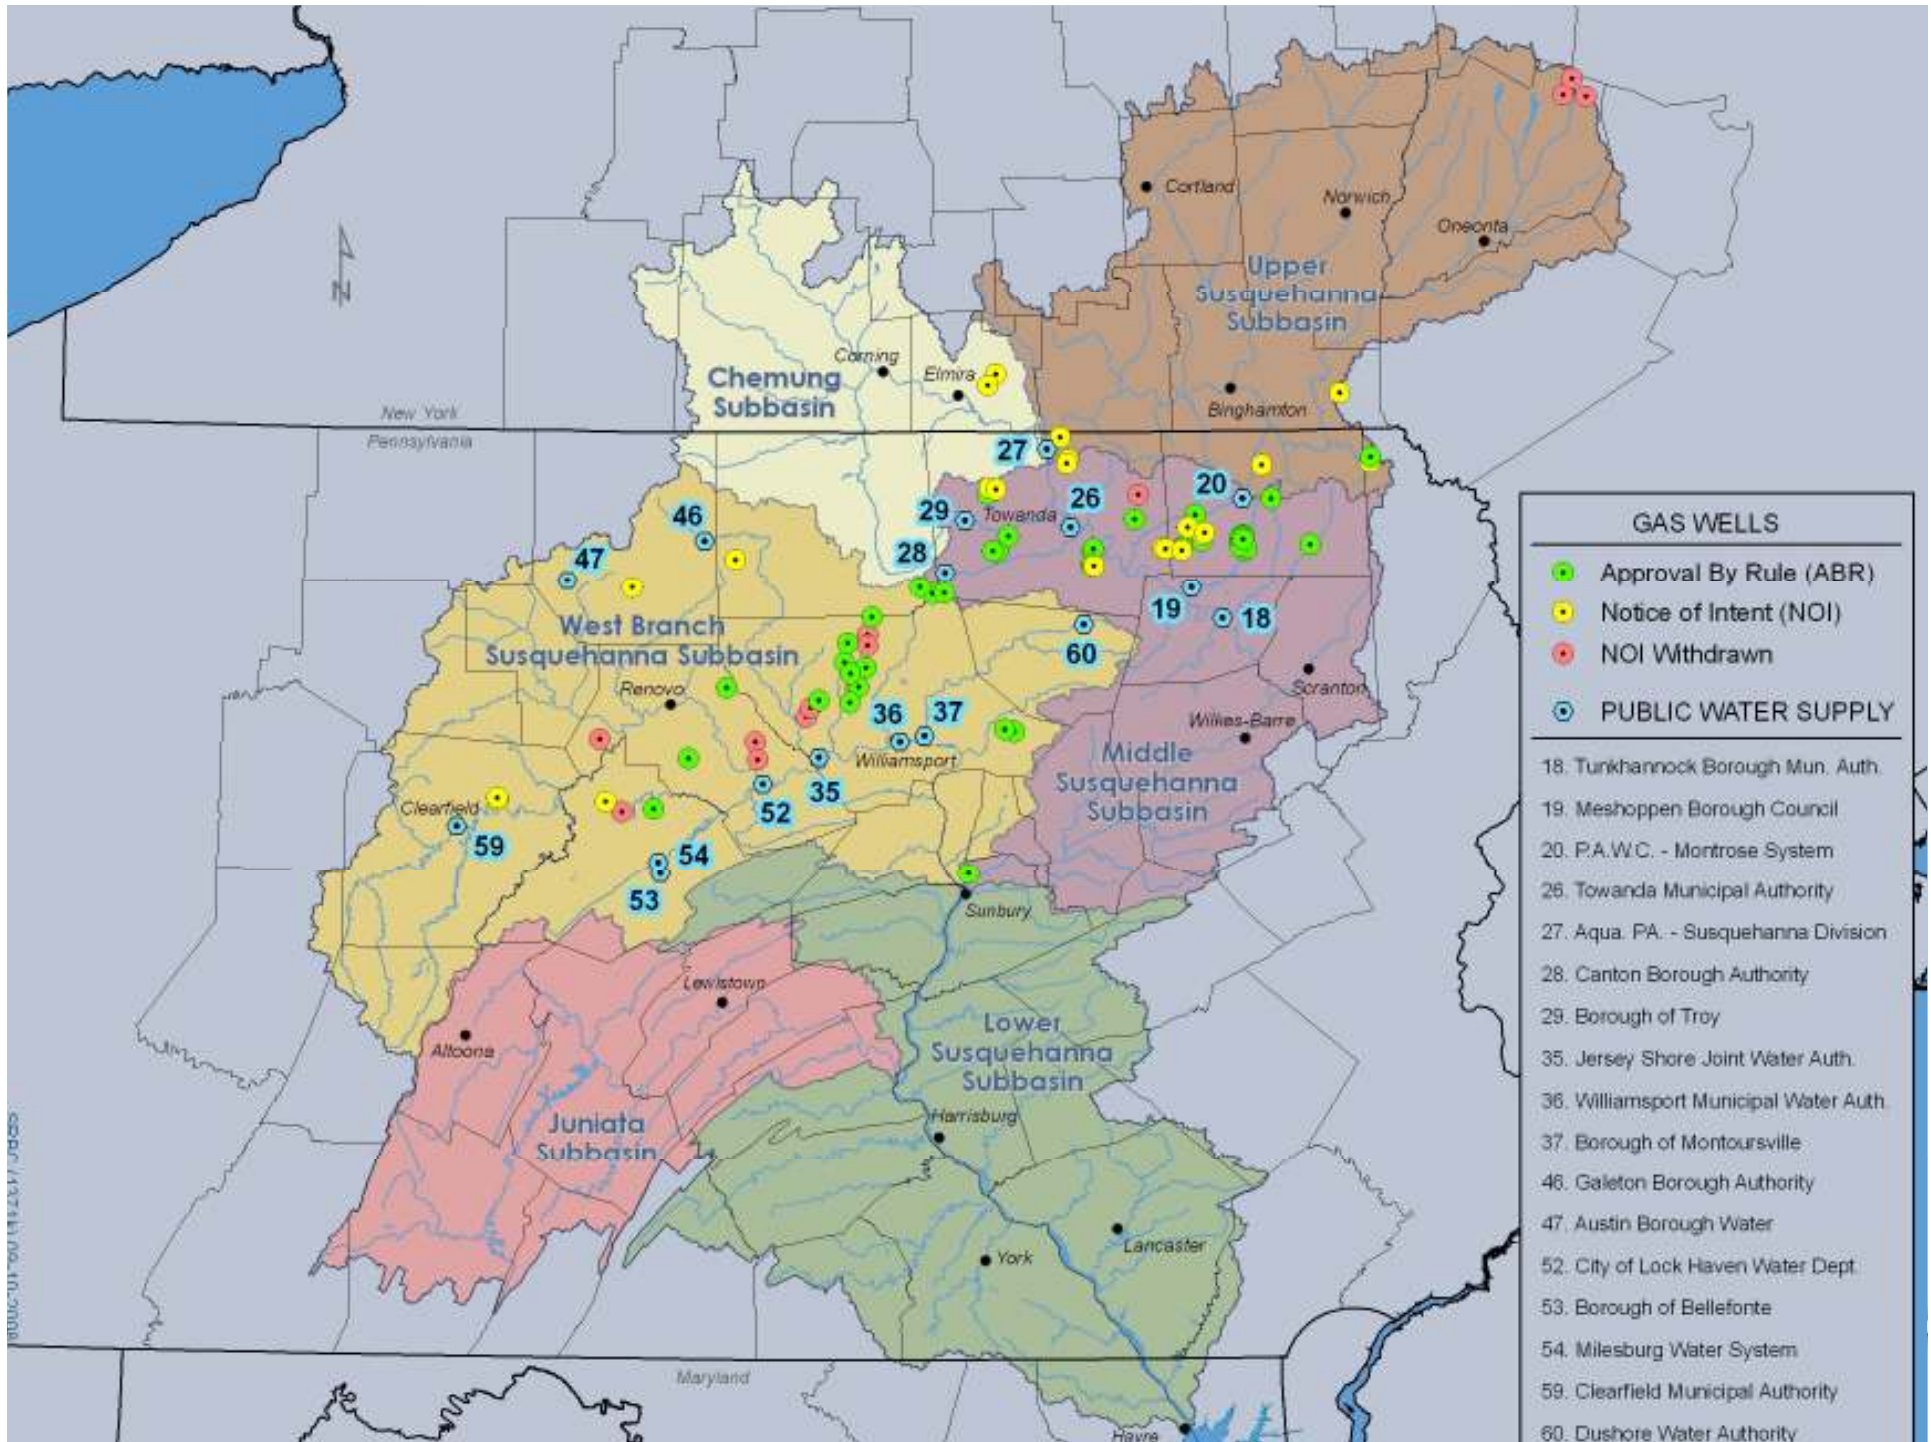 Cortland
Norwich
Oneonta
Upper
Susquehanna
Subbasin
Corning
Elmira
Chemung
Subbasin
Binghamton
New York
Pennsylvania
27
46
29
Towanda
26
20
47
28
19
18
West Branch
Susquehanna Subbasin
60
Renovo
Scranton
36
37
Wilkes-Barre
Williamsport
Middle
Susquehanna
Subbasin
35
52
Clearfield
59
54
53
Sunbury
Lewistown
Altoona
Lower
Susquehanna
Subbasin
Juniata
Subbasin
Harrisburg
York
Lancaster
Maryland
Havre
GAS WELLS
Approval By Rule (ABR)
Notice of Intent (NOI)
NOI Withdrawn
PUBLIC WATER SUPPLY
18. Tunkhannock Borough Mun. Auth.
19. Meshoppen Borough Council
20. P.A.W.C. - Montrose System
26. Towanda Municipal Authority
27. Aqua. PA. - Susquehanna Division
28. Canton Borough Authority
29. Borough of Troy
35. Jersey Shore Joint Water Auth.
36. Williamsport Municipal Water Auth.
37. Borough of Montoursville
46. Galeton Borough Authority
47. Austin Borough Water
52. City of Lock Haven Water Dept.
53. Borough of Bellefonte
54. Milesburg Water System
59. Clearfield Municipal Authority
60. Dushore Water Authority